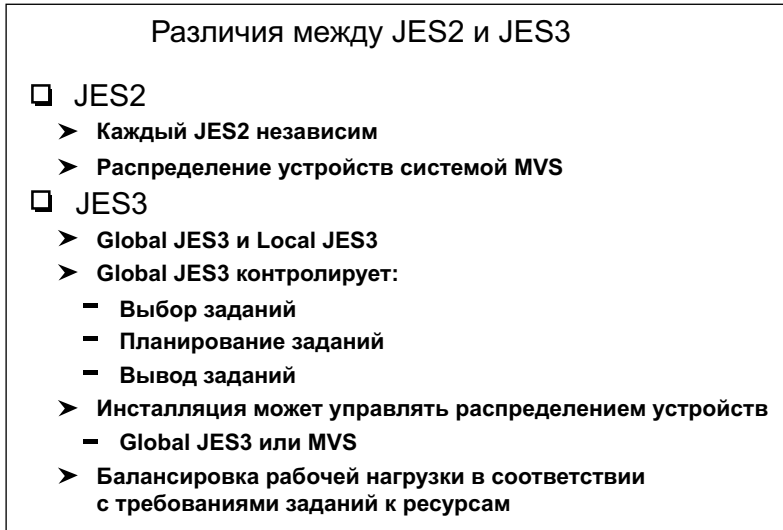 Различия между JES2 и JES3
JES2
Каждый JES2 независим
Распределение устройств системой MVS
JES3
Global JES3 и Local JES3
Global JES3 контролирует:
– Выбор заданий
– Планирование заданий
– Вывод заданий
Инсталляция может управлять распределением устройств
– Global JES3 или MVS
Балансировка рабочей нагрузки в соответствии
с требованиями заданий к ресурсам